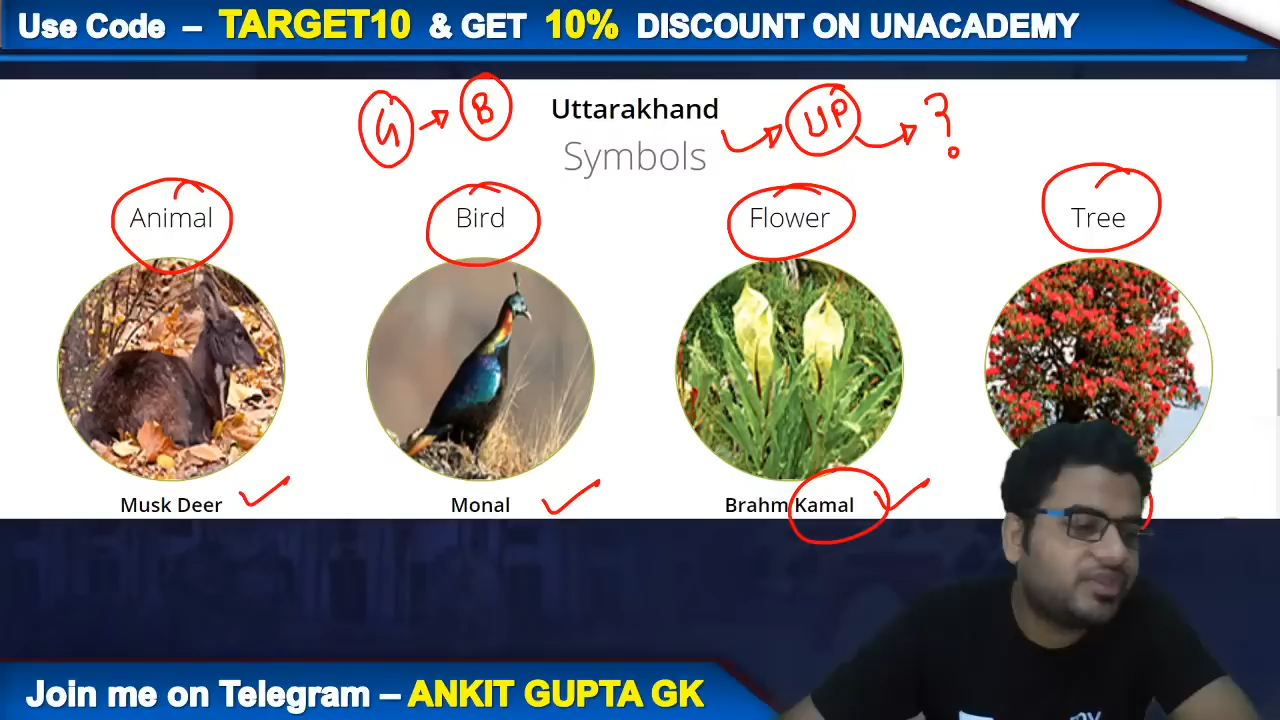 Use Code – TARGET10 & GET 10% DISCOUNT ON UNACADEMY
G → B
Uttarakhand → UP → ?
Symbols
Animal Bird Flower Tree
Musk Deer Monal Brahm Kamal
my
Join me on Telegram – ANKIT GUPTA GK